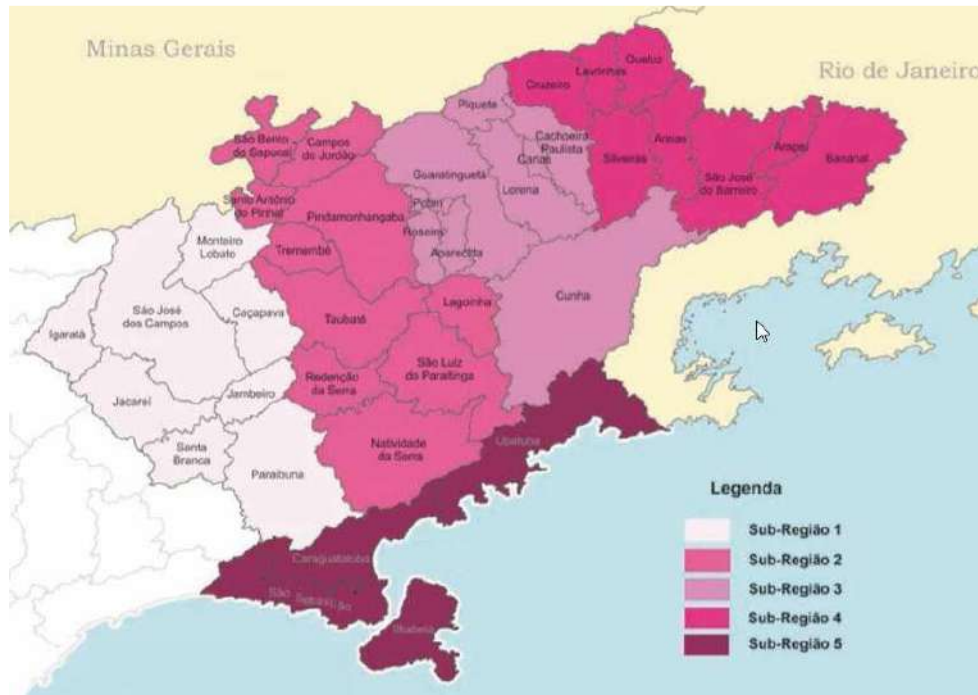 Minas Gerais
Rio de Janeiro
Queluz
Lavrinhas
Cruzeiro
Piquete
Cachoeira
Paulista
Canas
Areias
Arapeí
Bananal
Silveiras
São José
do Barreiro
São Bento
do Sapucaí
Campos
do Jordão
Guaratinguetá
Lorena
Santo Antônio
do Pinhal
Pindamonhangaba
Potim
Roseira
Aparecida
Monteiro
Lobato
Tremembé
Cunha
Lagoinha
São José
dos Campos
Caçapava
Taubaté
Igaratá
São Luiz
do Paraitinga
Redenção
da Serra
Jambeiro
Jacareí
Natividade
da Serra
Ubatuba
Santa
Branca
Paraibuna
Caraguatatuba
São Sebastião
Ilhabela
Legenda
Sub-Região 1
Sub-Região 2
Sub-Região 3
Sub-Região 4
Sub-Região 5